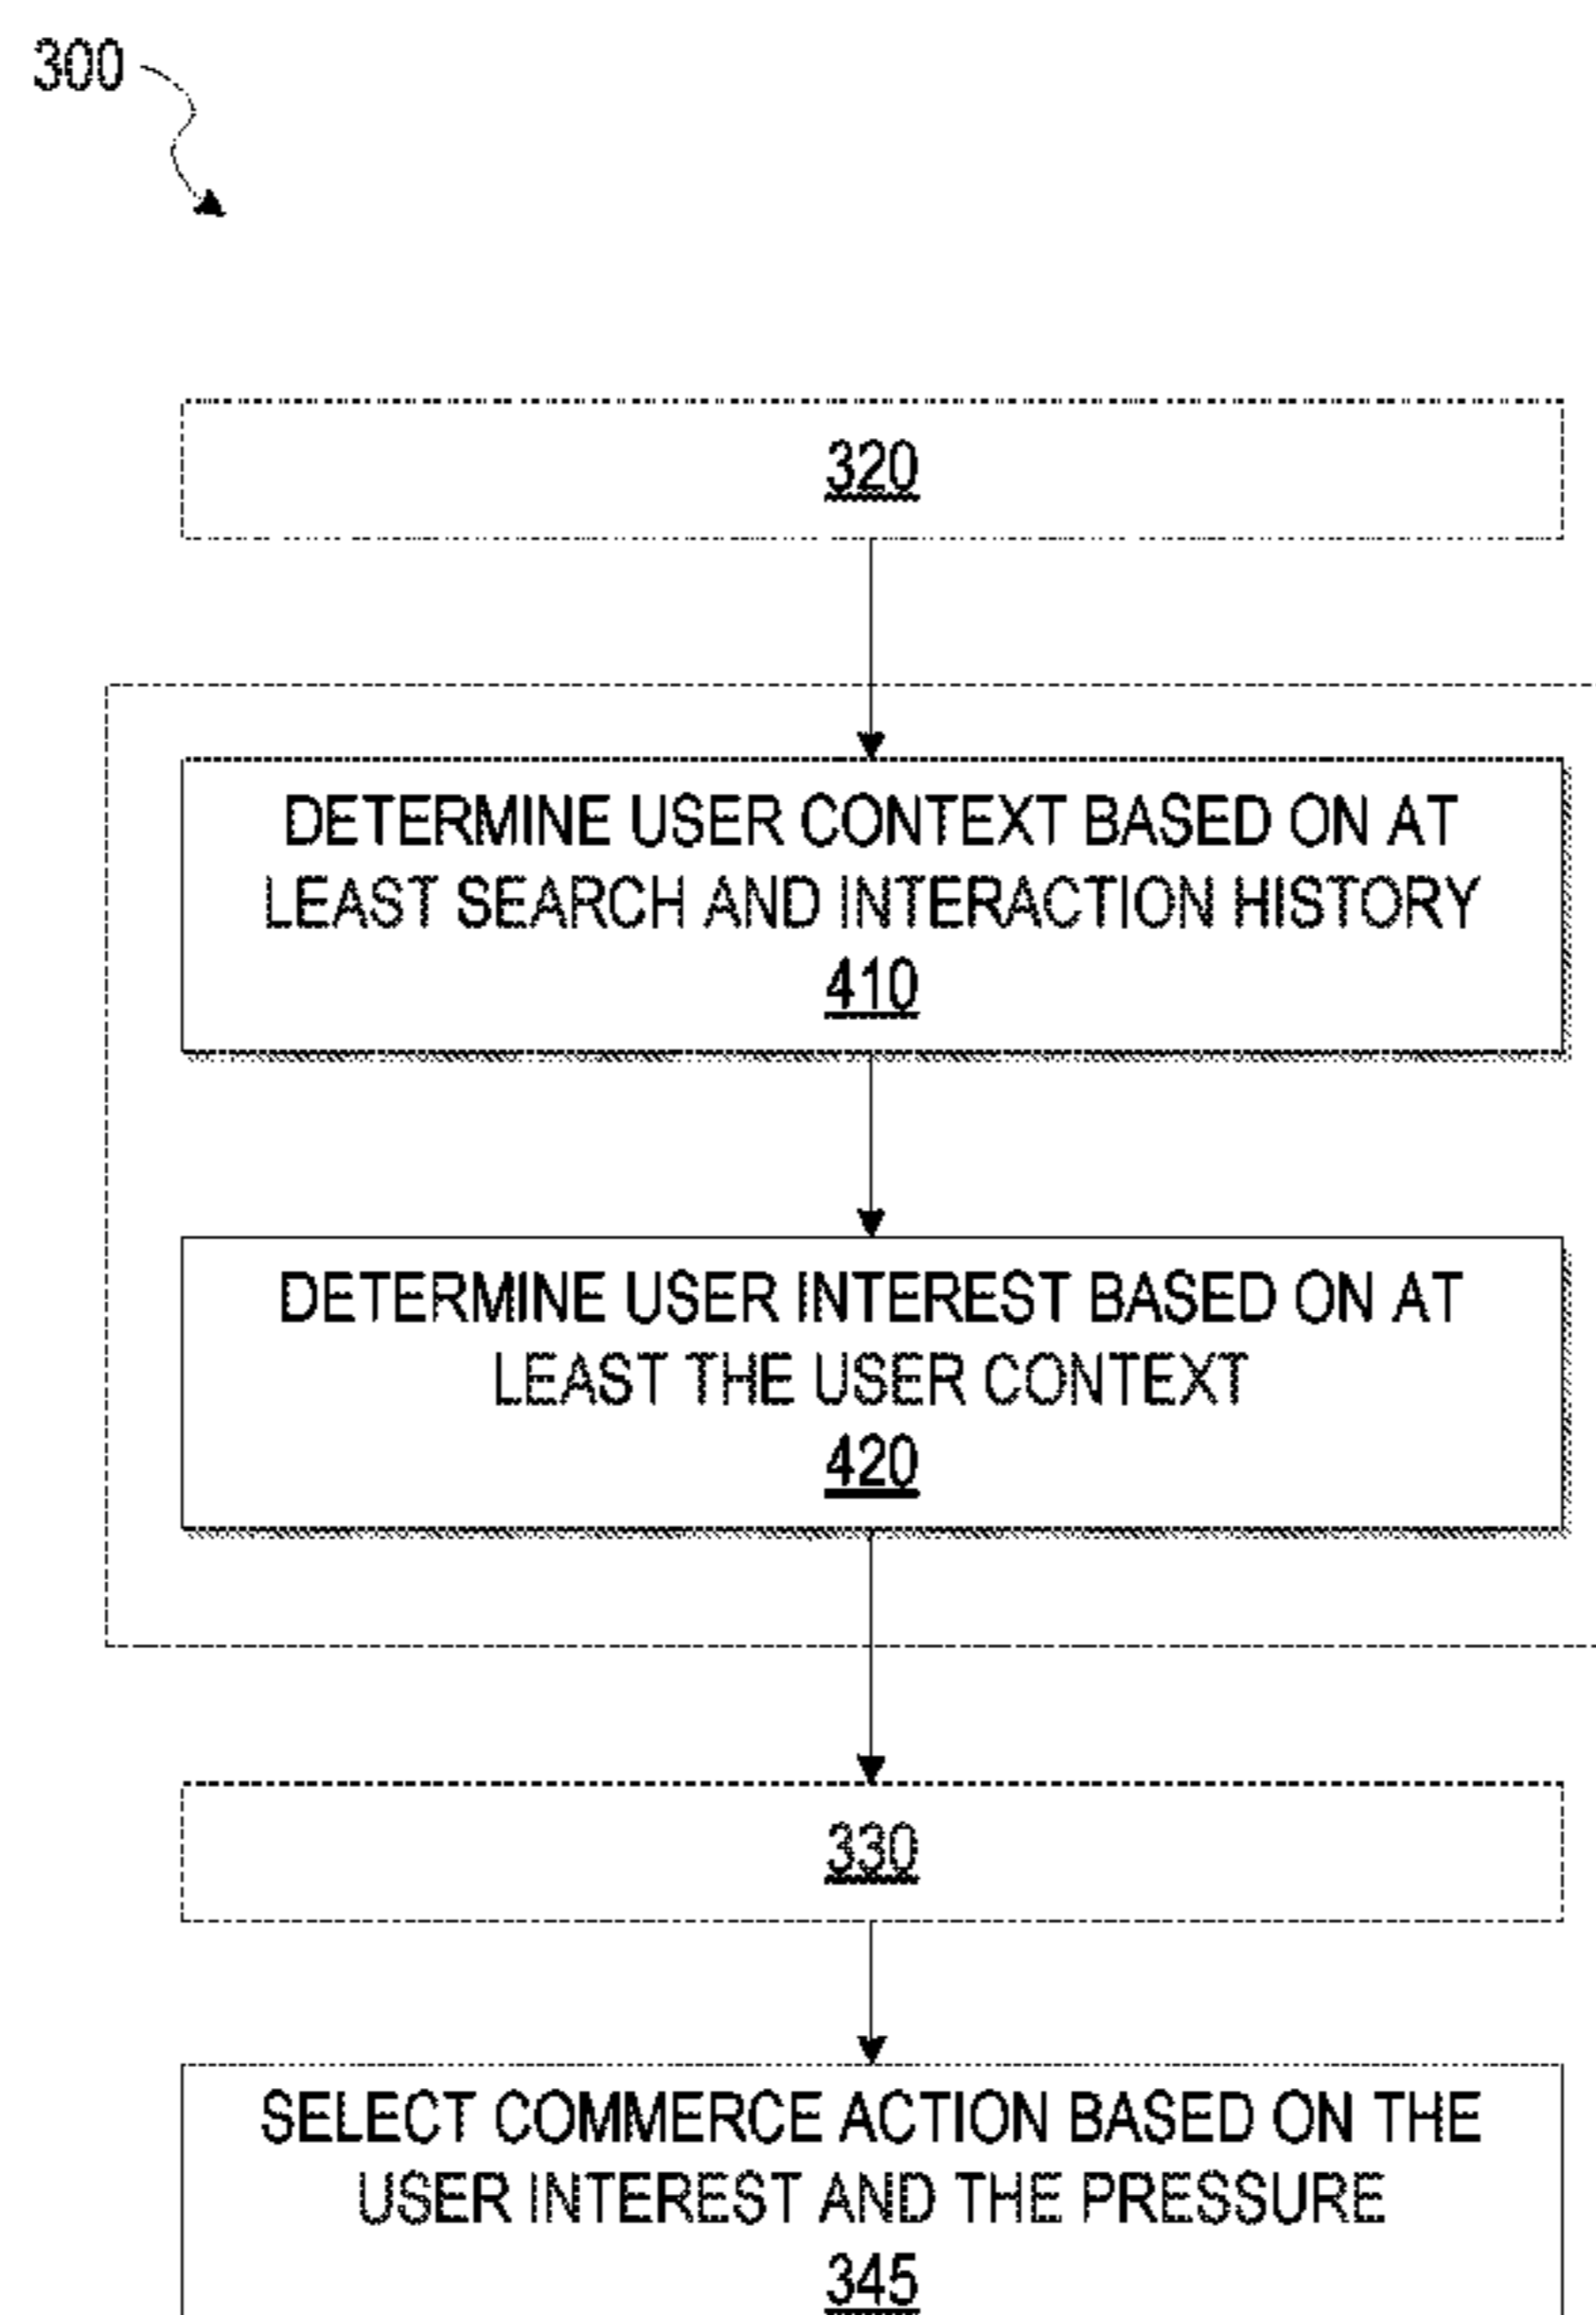 300
320
DETERMINE USER CONTEXT BASED ON AT
LEAST SEARCH AND INTERACTION HISTORY
410
DETERMINE USER INTEREST BASED ON AT
LEAST THE USER CONTEXT
420
330
SELECT COMMERCE ACTION BASED ON THE
USER INTEREST AND THE PRESSURE
345